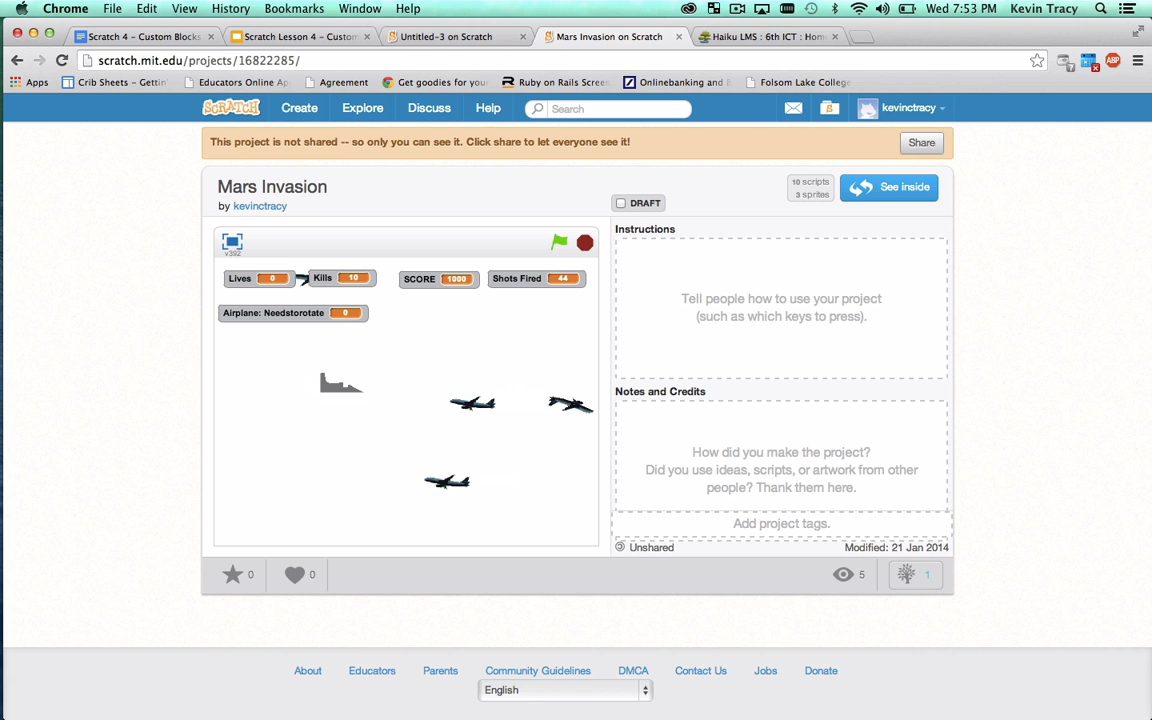 Chrome File Edit View History Bookmarks Window Help Wed 7:53 PM Kevin Tracy
Scratch 4 - Custom Blocks Scratch Lesson 4 - Custom Untitled-3 on Scratch Mars Invasion on Scratch Haiku LMS : 6th ICT : Hom
scratch.mit.edu/projects/16822285/
Apps Crib Sheets - Gettin Educators Online Ap Agreement Get goodies for your Ruby on Rails Screen Onlinebanking and B Folsom Lake College
SCRATCH Create Explore Discuss Help Search kevinctracy
This project is not shared -- so only you can see it. Click share to let everyone see it! Share
Mars Invasion
by kevinctracy
10 scripts
3 sprites
See inside
DRAFT
v392
Lives 0 Kills 10 SCORE 1000 Shots Fired 44
Airplane: Needstorotate 0
Instructions
Tell people how to use your project
(such as which keys to press).
Notes and Credits
How did you make the project?
Did you use ideas, scripts, or artwork from other
people? Thank them here.
Add project tags.
Unshared Modified: 21 Jan 2014
0 0 5 1
About Educators Parents Community Guidelines DMCA Contact Us Jobs Donate
English